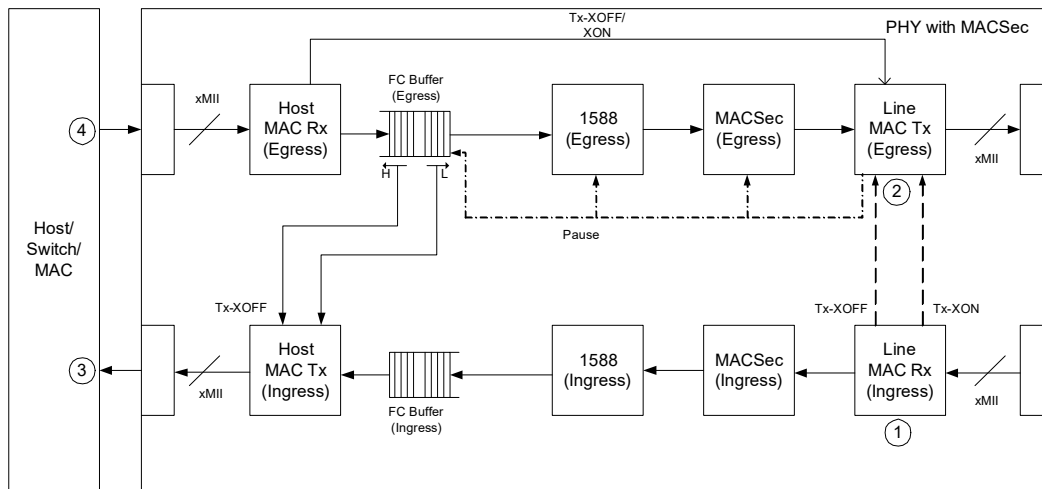 Tx-XOFF/
XON
PHY with MACSec
xMII
FC Buffer
(Egress)
Host
MAC Rx
(Egress)
1588
(Egress)
MACSec
(Egress)
Line
MAC Tx
(Egress)
4
xMII
H
L
2
Pause
Host/
Switch/
MAC
Tx-XOFF
Tx-XOFF
Tx-XON
Host
MAC Tx
(Ingress)
1588
(Ingress)
MACSec
(Ingress)
Line
MAC Rx
(Ingress)
3
xMII
FC Buffer
(Ingress)
xMII
1